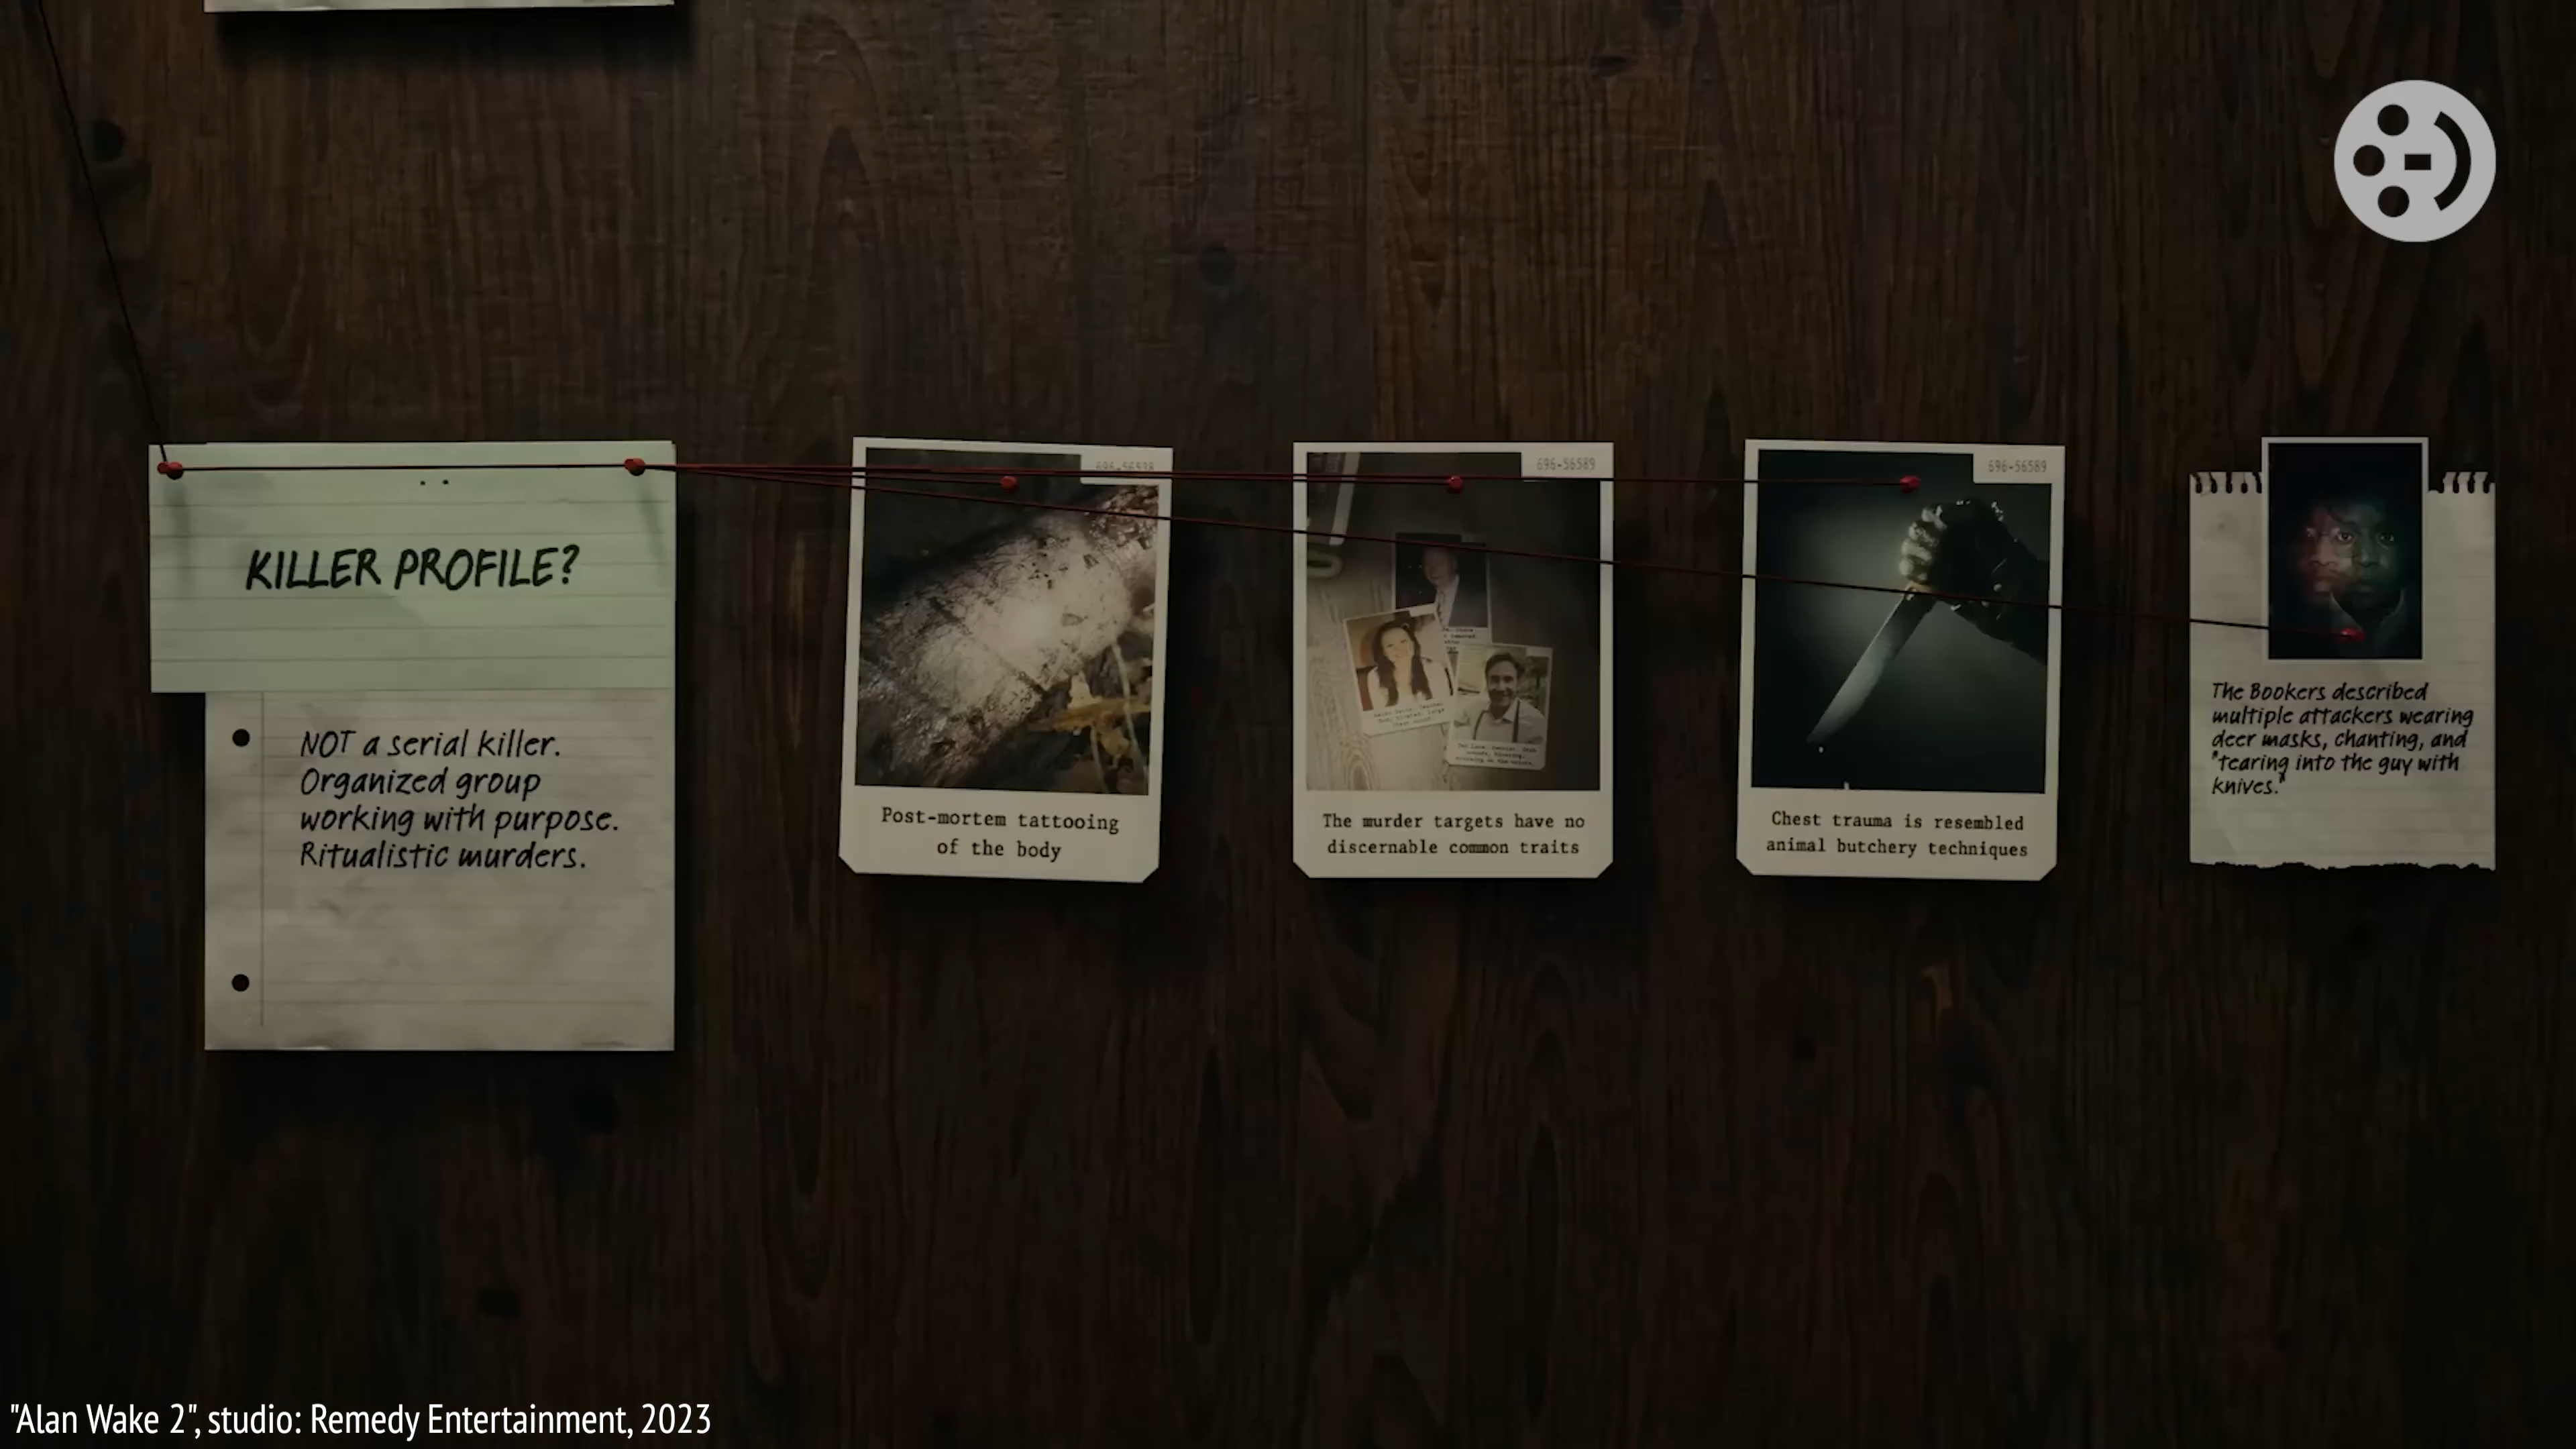 KILLER PROFILE?
NOT a serial killer.
Organized group
working with purpose.
Ritualistic murders.
Post-mortem tattooing
of the body
696-56589
The murder targets have no
discernable common traits
696-56589
Chest trauma is resembled
animal butchery techniques
The Bookers described
multiple attackers wearing
deer masks, chanting, and
"tearing into the guy with
knives."
"Alan Wake 2", studio: Remedy Entertainment, 2023